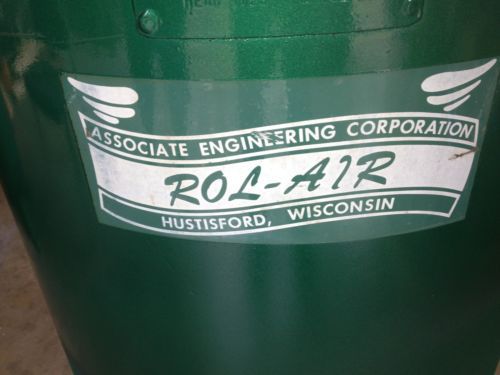 ASSOCIATE ENGINEERING CORPORATION
ROL-AIR
HUSTISFORD, WISCONSIN